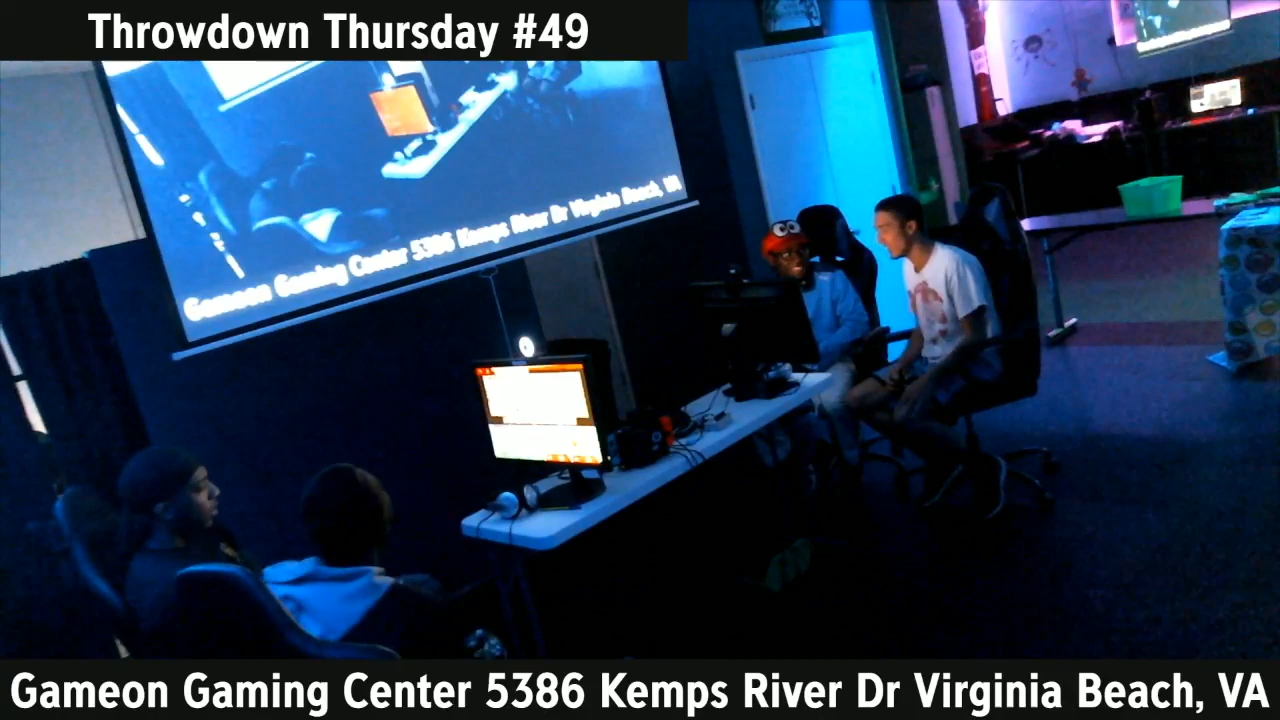 Throwdown Thursday #49
Gameon Gaming Center 5386 Kemps River Dr Virginia Beach, VA
Gameon Gaming Center 5386 Kemps River Dr Virginia Beach, VA